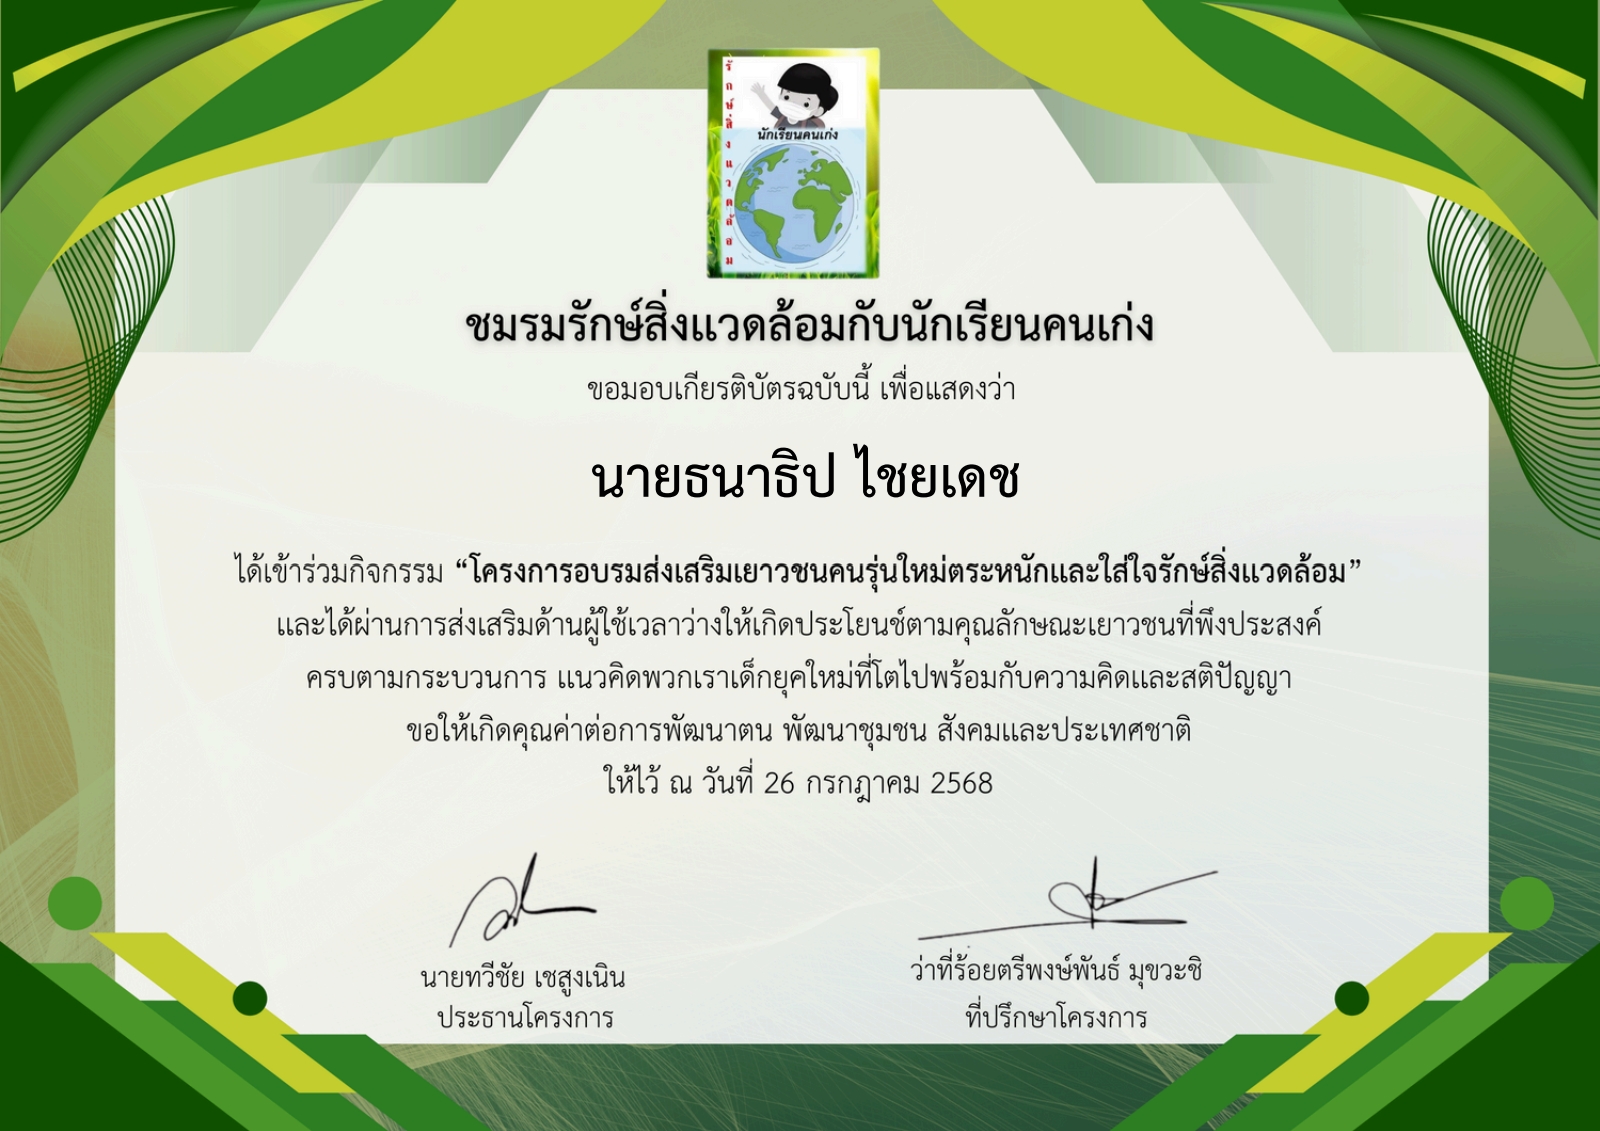 รักษ์สิ่งแวดล้อม
นักเรียนคนเก่ง
ชมรมรักษ์สิ่งแวดล้อมกับนักเรียนคนเก่ง
ขอมอบเกียรติบัตรฉบับนี้ เพื่อแสดงว่า
นายธนาธิป ไชยเดช
ได้เข้าร่วมกิจกรรม “โครงการอบรมส่งเสริมเยาวชนคนรุ่นใหม่ตระหนักและใส่ใจรักษ์สิ่งแวดล้อม”
และได้ผ่านการส่งเสริมด้านผู้ใช้เวลาว่างให้เกิดประโยนช์ตามคุณลักษณะเยาวชนที่พึงประสงค์
ครบตามกระบวนการ แนวคิดพวกเราเด็กยุคใหม่ที่โตไปพร้อมกับความคิดและสติปัญญา
ขอให้เกิดคุณค่าต่อการพัฒนาตน พัฒนาชุมชน สังคมและประเทศชาติ
ให้ไว้ ณ วันที่ 26 กรกฎาคม 2568
นายทวีชัย เชสูงเนิน
ประธานโครงการ
ว่าที่ร้อยตรีพงษ์พันธ์ มุขวะชิ
ที่ปรึกษาโครงการ